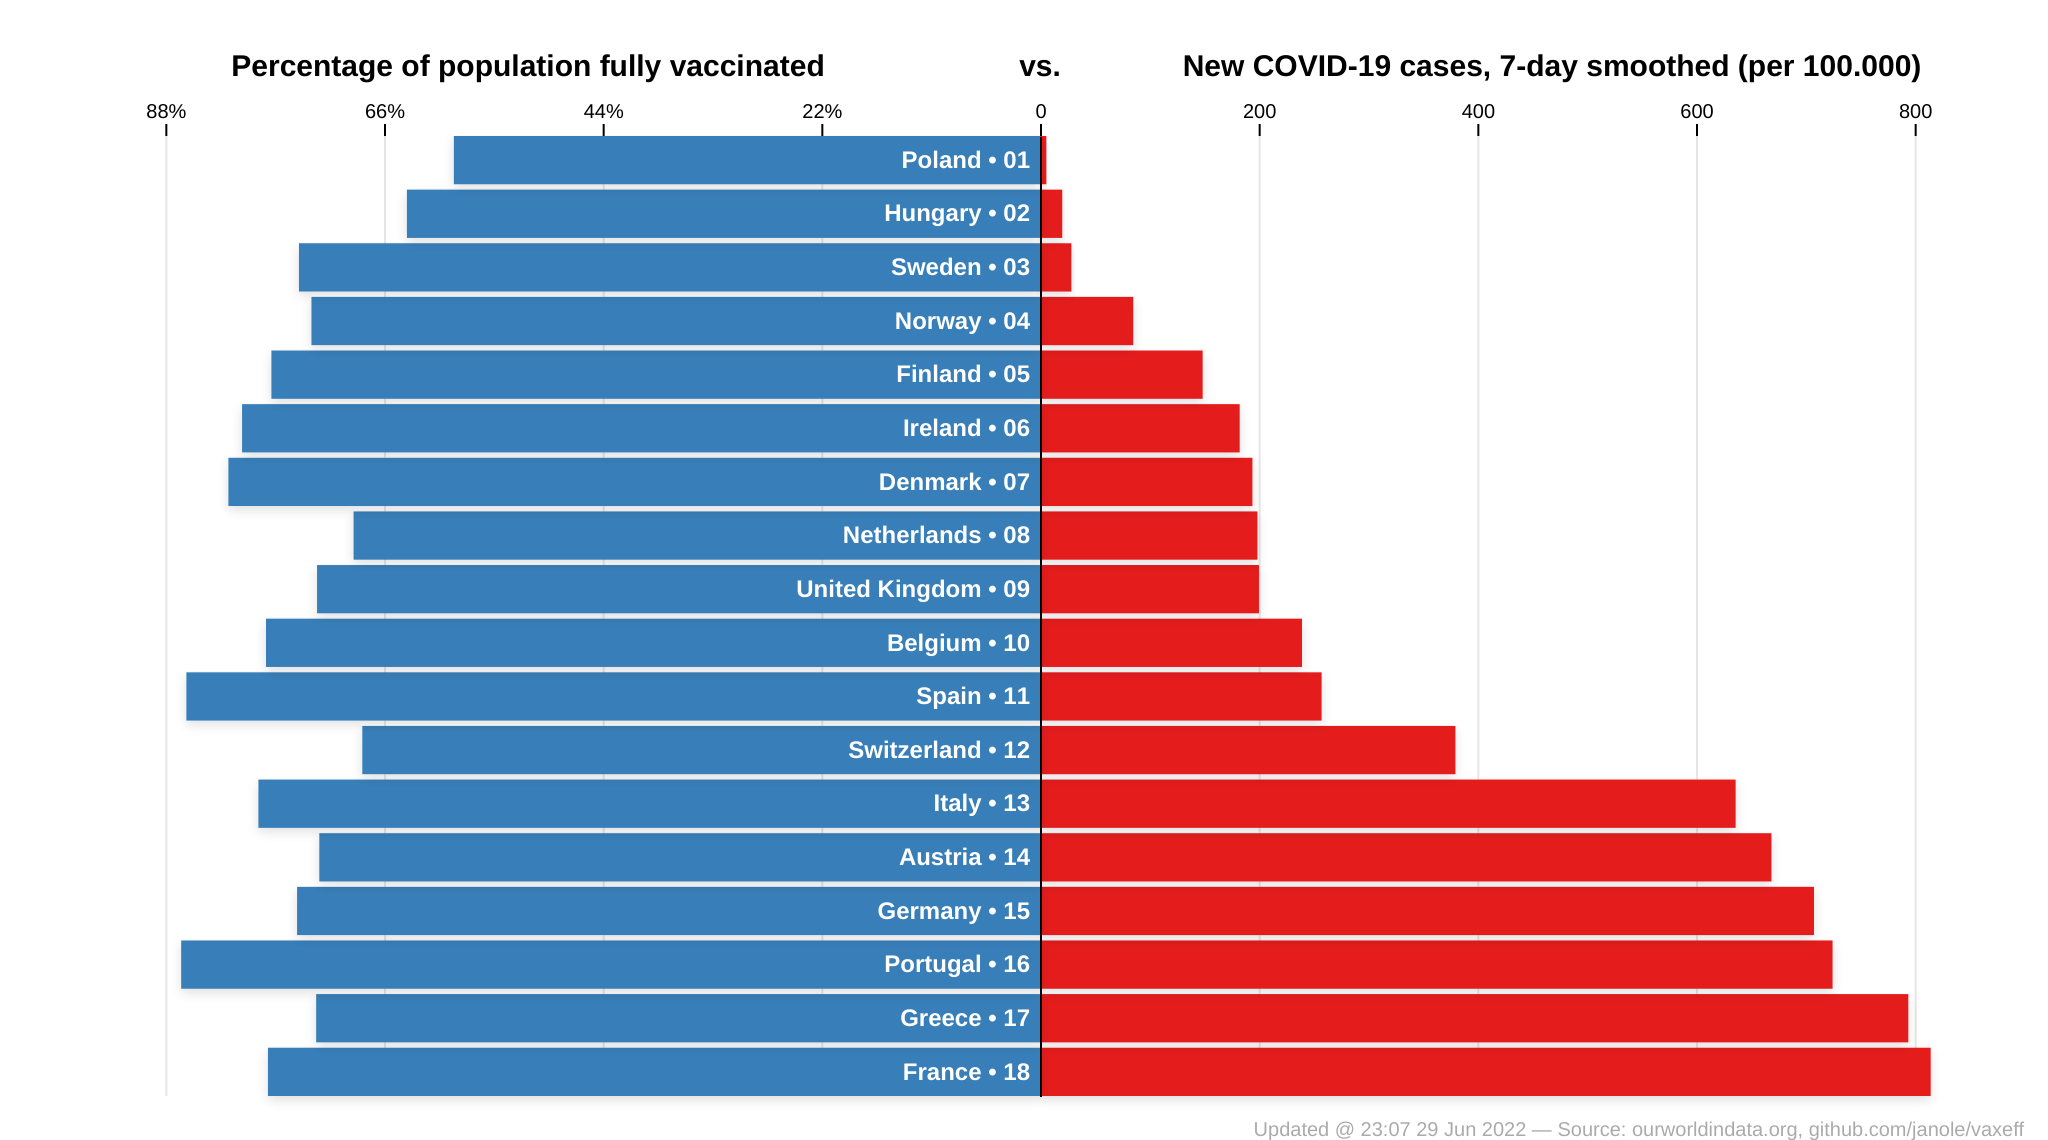 Percentage of population fully vaccinated vs. New COVID-19 cases, 7-day smoothed (per 100.000)
88% 66% 44% 22% 0 200 400 600 800
Poland • 01
Hungary • 02
Sweden • 03
Norway • 04
Finland • 05
Ireland • 06
Denmark • 07
Netherlands • 08
United Kingdom • 09
Belgium • 10
Spain • 11
Switzerland • 12
Italy • 13
Austria • 14
Germany • 15
Portugal • 16
Greece • 17
France • 18
Updated @ 23:07 29 Jun 2022 — Source: ourworldindata.org, github.com/janole/vaxeff